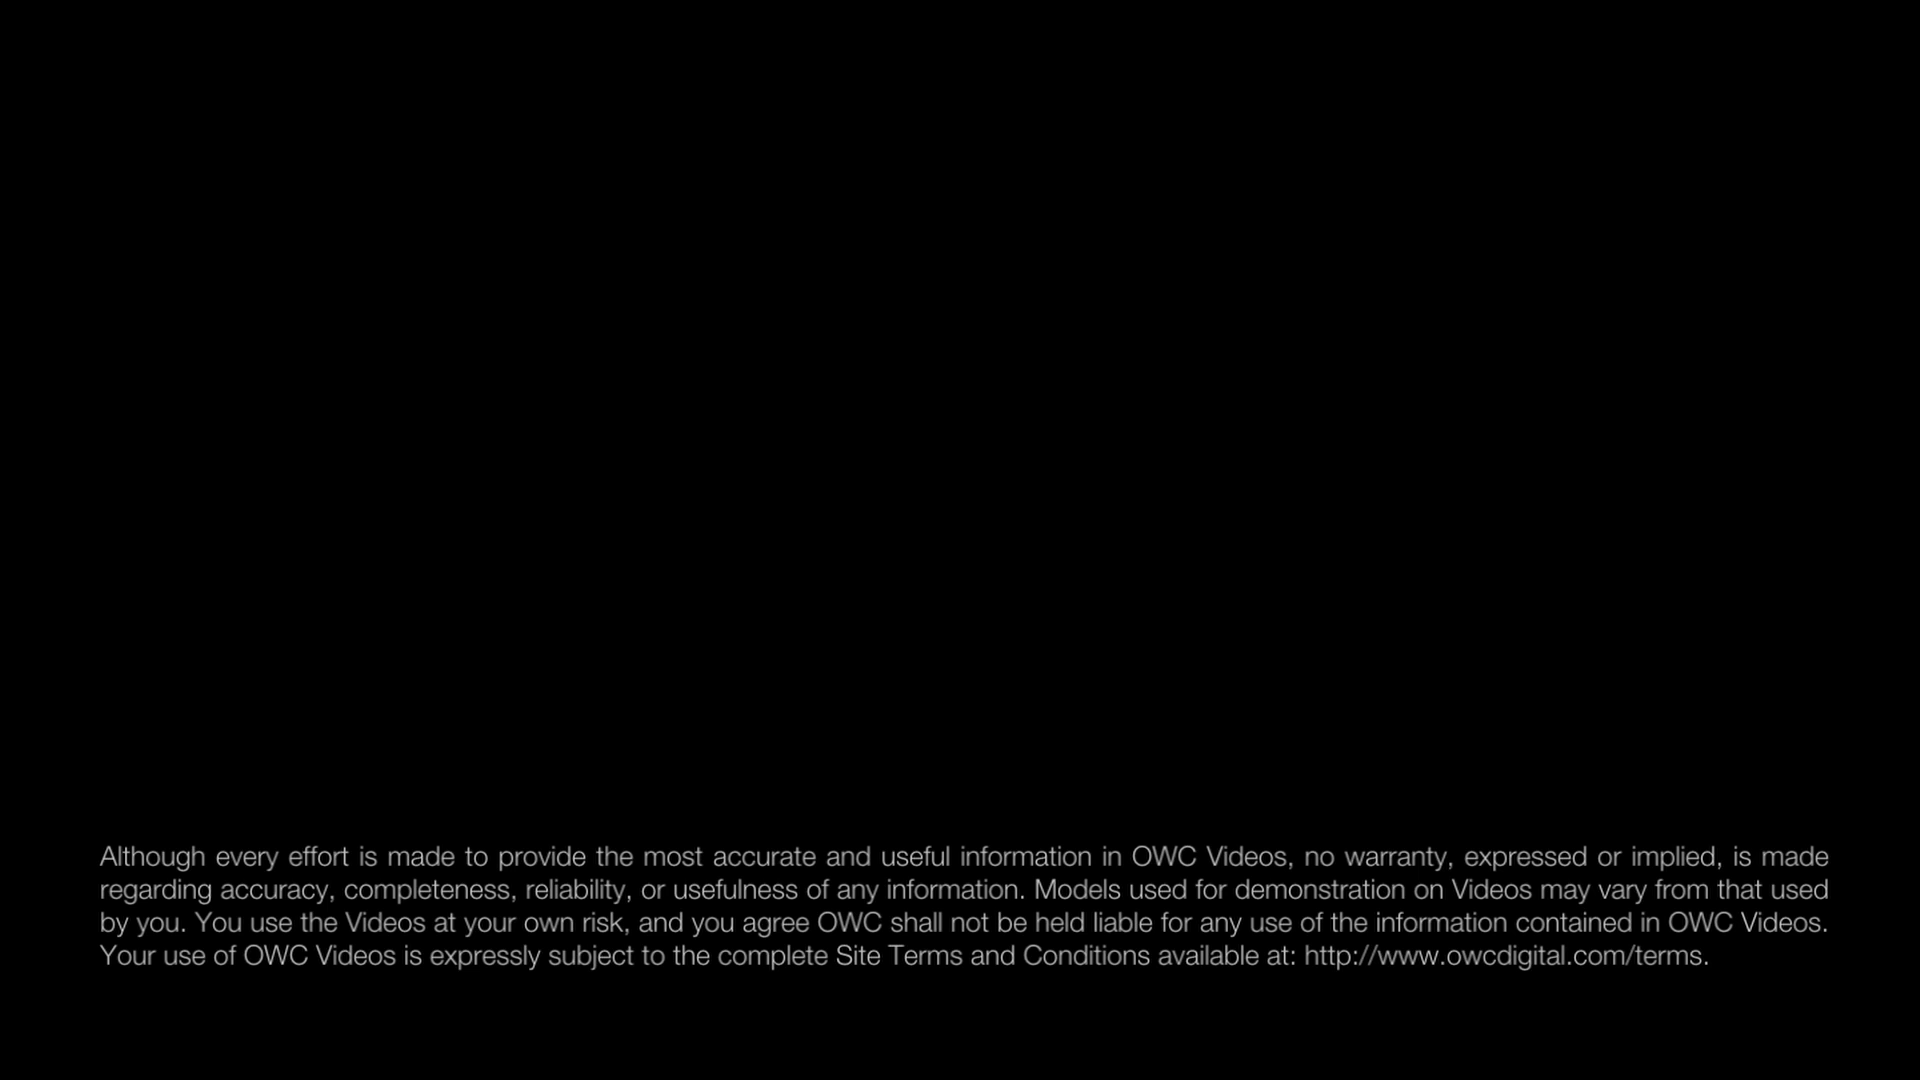 Although every effort is made to provide the most accurate and useful information in OWC Videos, no warranty, expressed or implied, is made
regarding accuracy, completeness, reliability, or usefulness of any information. Models used for demonstration on Videos may vary from that used
by you. You use the Videos at your own risk, and you agree OWC shall not be held liable for any use of the information contained in OWC Videos.
Your use of OWC Videos is expressly subject to the complete Site Terms and Conditions available at: http://www.owcdigital.com/terms.